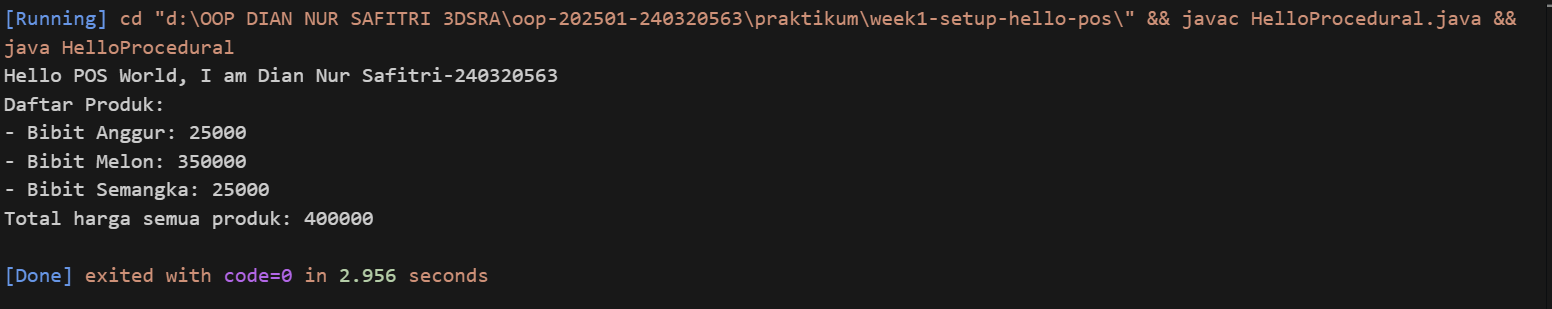 [Running] cd "d:\OOP DIAN NUR SAFITRI 3DSRA\oop-202501-240320563\praktikum\week1-setup-hello-pos\" && javac HelloProcedural.java &&
java HelloProcedural
Hello POS World, I am Dian Nur Safitri-240320563
Daftar Produk:
- Bibit Anggur: 25000
- Bibit Melon: 350000
- Bibit Semangka: 25000
Total harga semua produk: 400000
[Done] exited with code=0 in 2.956 seconds